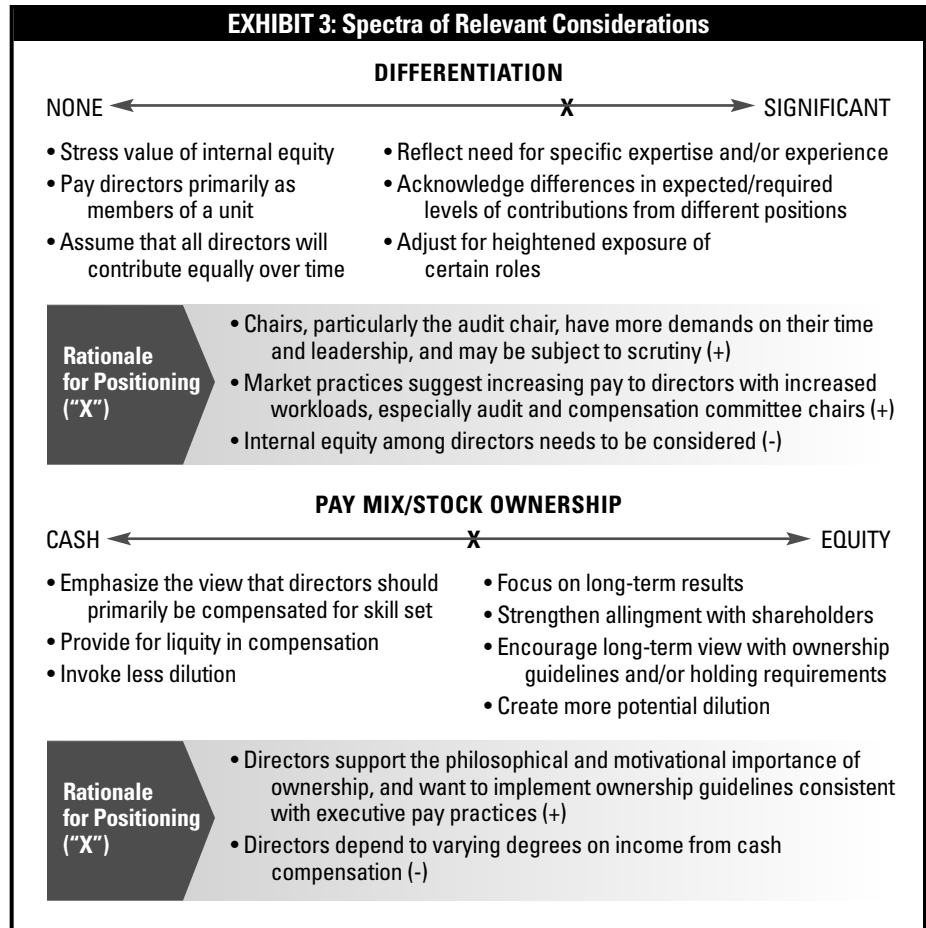 EXHIBIT 3: Spectra of Relevant Considerations
DIFFERENTIATION
NONE X SIGNIFICANT
• Stress value of internal equity
• Pay directors primarily as
members of a unit
• Assume that all directors will
contribute equally over time
• Reflect need for specific expertise and/or experience
• Acknowledge differences in expected/required
levels of contributions from different positions
• Adjust for heightened exposure of
certain roles
Rationale
for Positioning
("X")
• Chairs, particularly the audit chair, have more demands on their time
and leadership, and may be subject to scrutiny (+)
• Market practices suggest increasing pay to directors with increased
workloads, especially audit and compensation committee chairs (+)
• Internal equity among directors needs to be considered (-)
PAY MIX/STOCK OWNERSHIP
CASH X EQUITY
• Emphasize the view that directors should
primarily be compensated for skill set
• Provide for liquity in compensation
• Invoke less dilution
• Focus on long-term results
• Strengthen allingment with shareholders
• Encourage long-term view with ownership
guidelines and/or holding requirements
• Create more potential dilution
Rationale
for Positioning
("X")
• Directors support the philosophical and motivational importance of
ownership, and want to implement ownership guidelines consistent
with executive pay practices (+)
• Directors depend to varying degrees on income from cash
compensation (-)